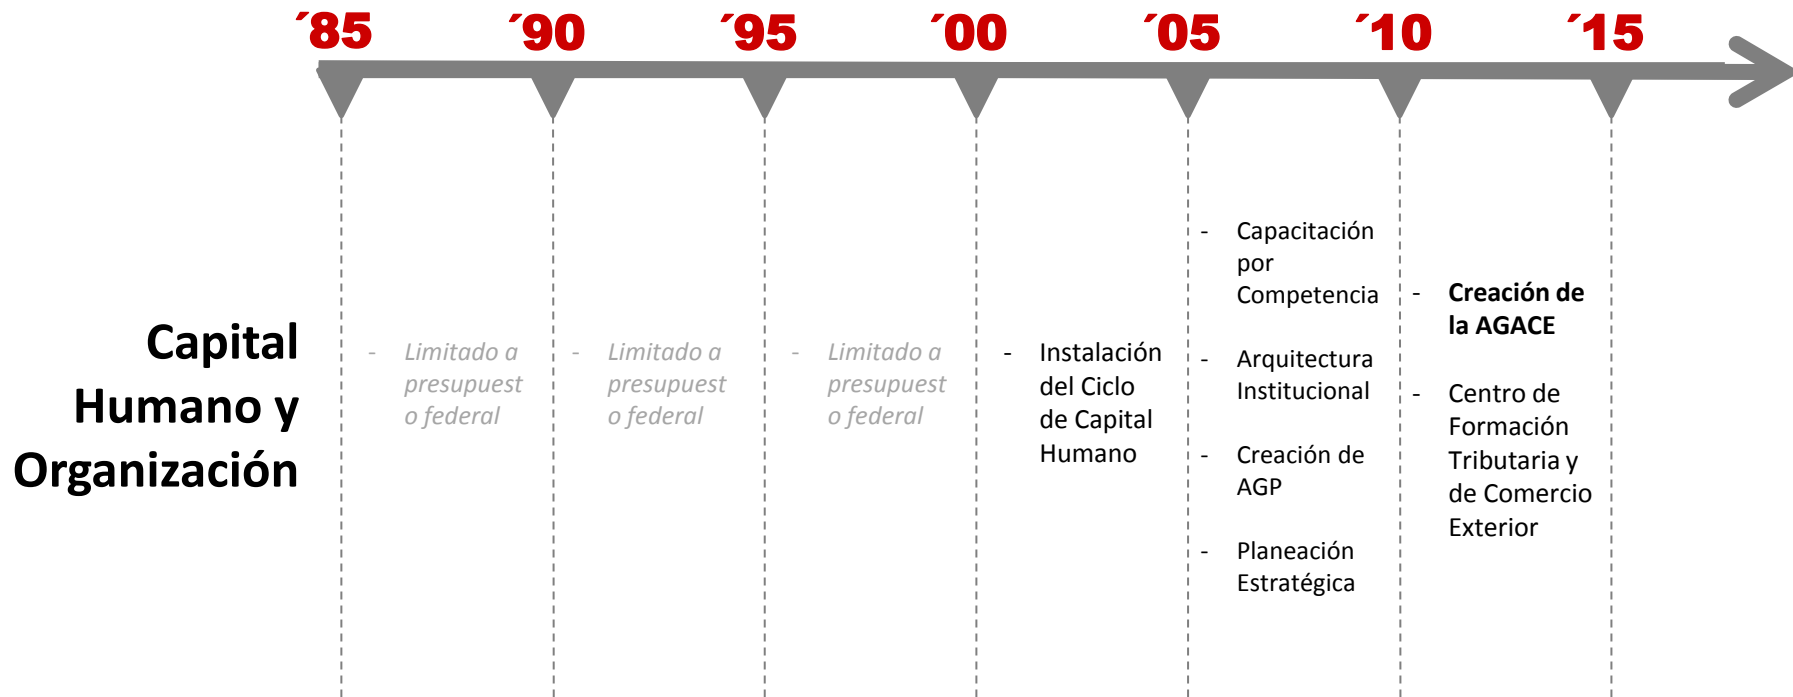 ´85 ´90 ´95 ´00 ´05 ´10 ´15
Capital
Humano y
Organización
- Limitado a
presupuest
o federal
- Limitado a
presupuest
o federal
- Limitado a
presupuest
o federal
- Instalación
del Ciclo
de Capital
Humano
- Capacitación
por
Competencia
- Arquitectura
Institucional
- Creación de
AGP
- Planeación
Estratégica
- Creación de
la AGACE
- Centro de
Formación
Tributaria y
de Comercio
Exterior